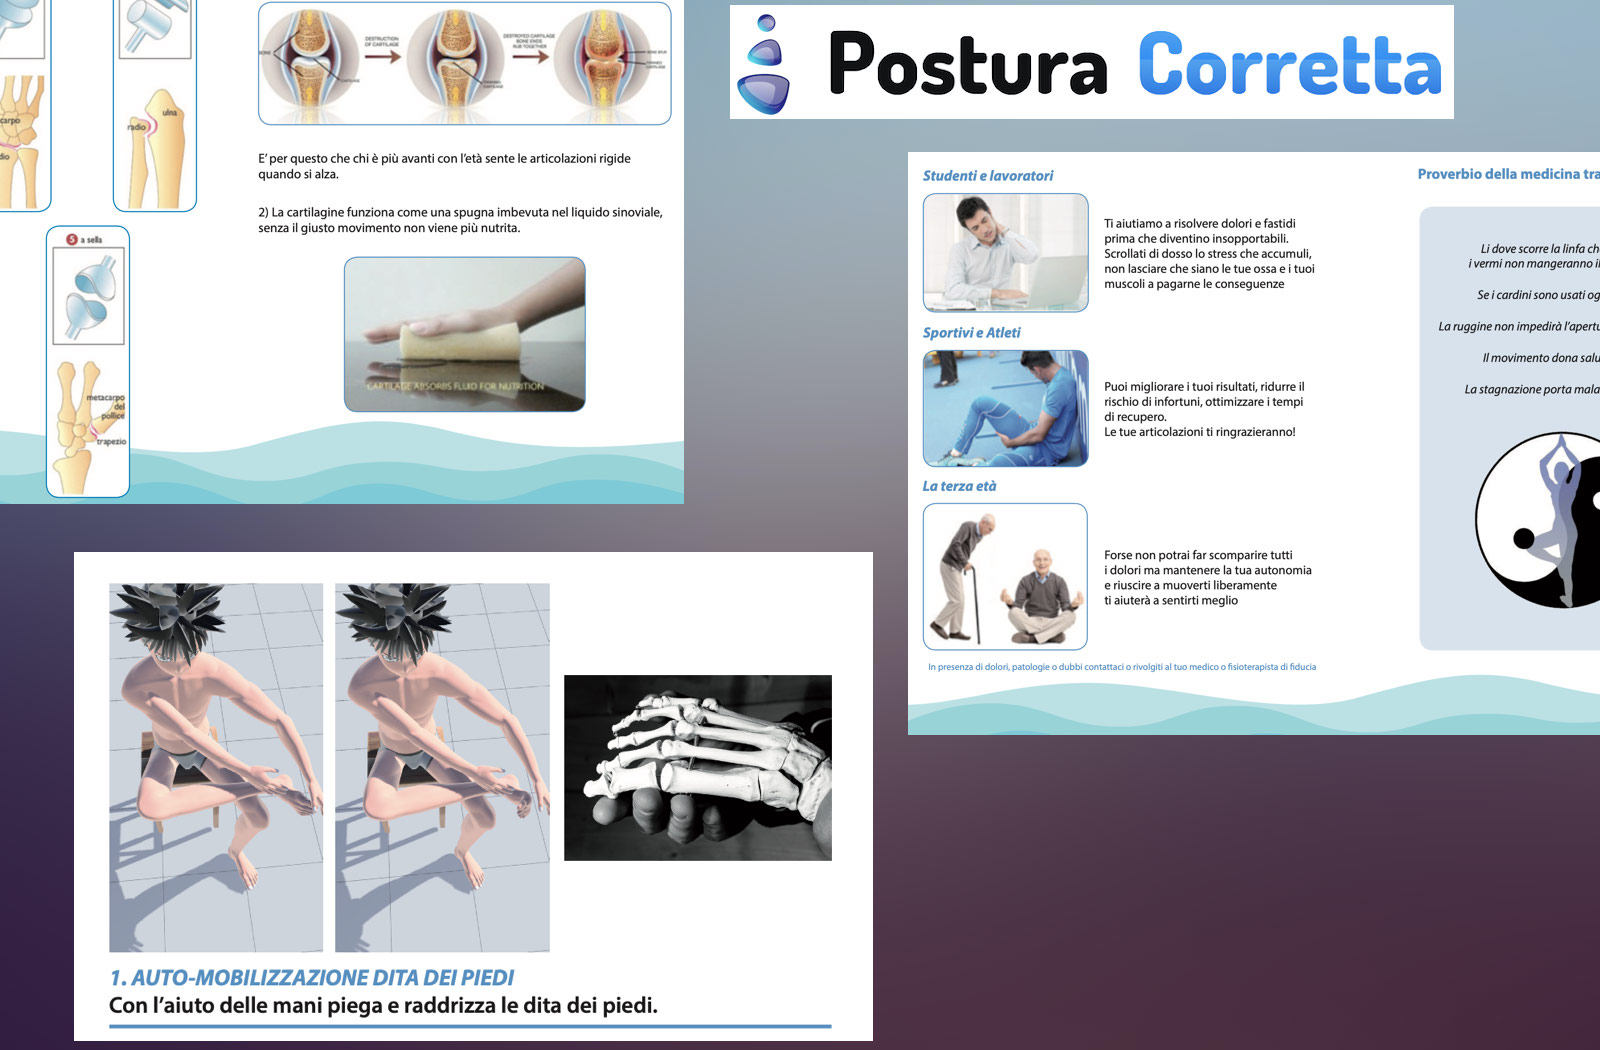 carpo
dio
radio
ulna
5 a sella
metacarpo
del
pollice
trapezio
DESTRUCTION
OF CARTILAGE
DESTROYED CARTILAGE
BONE ENDS
RUB TOGETHER
E' per questo che chi è più avanti con l'età sente le articolazioni rigide
quando si alza.
2) La cartilagine funziona come una spugna imbevuta nel liquido sinoviale,
senza il giusto movimento non viene più nutrita.
CARTILAGE ABSORBS FLUID FOR NUTRITION
Postura Corretta
Studenti e lavoratori
Ti aiutiamo a risolvere dolori e fastidi
prima che diventino insopportabili.
Scrollati di dosso lo stress che accumuli,
non lasciare che siano le tue ossa e i tuoi
muscoli a pagarne le conseguenze
Sportivi e Atleti
Puoi migliorare i tuoi risultati, ridurre il
rischio di infortuni, ottimizzare i tempi
di recupero.
Le tue articolazioni ti ringrazieranno!
La terza età
Forse non potrai far scomparire tutti
i dolori ma mantenere la tua autonomia
e riuscire a muoverti liberamente
ti aiuterà a sentirti meglio
In presenza di dolori, patologie o dubbi contattaci o rivolgiti al tuo medico o fisioterapista di fiducia
Proverbio della medicina tra
Li dove scorre la linfa ch
i vermi non mangeranno il
Se i cardini sono usati og
La ruggine non impedirà l'apertu
Il movimento dona salu
La stagnazione porta mala
1. AUTO-MOBILIZZAZIONE DITA DEI PIEDI
Con l'aiuto delle mani piega e raddrizza le dita dei piedi.